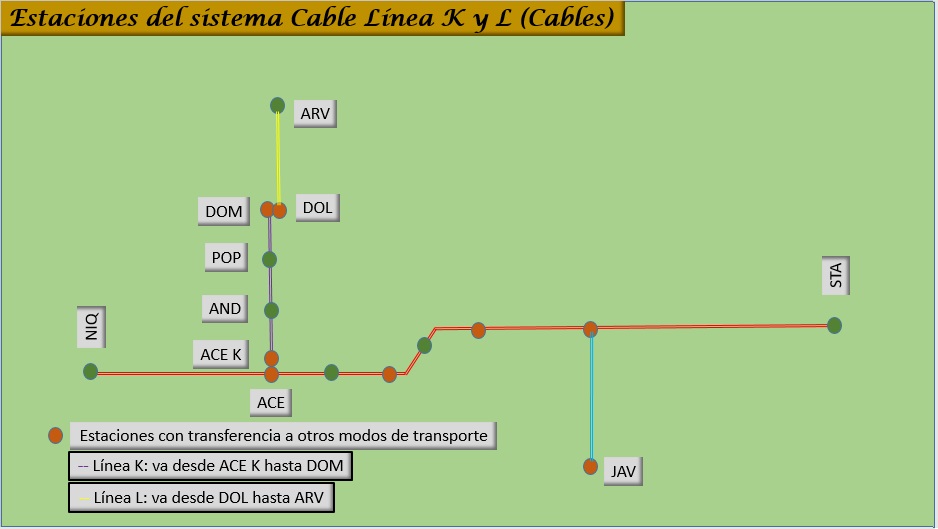 Estaciones del sistema Cable Línea K y L (Cables)
ARV
DOM
DOL
POP
AND
STA
NIQ
ACE K
ACE
Estaciones con transferencia a otros modos de transporte
-- Línea K: va desde ACE K hasta DOM
JAV
-- Línea L: va desde DOL hasta ARV